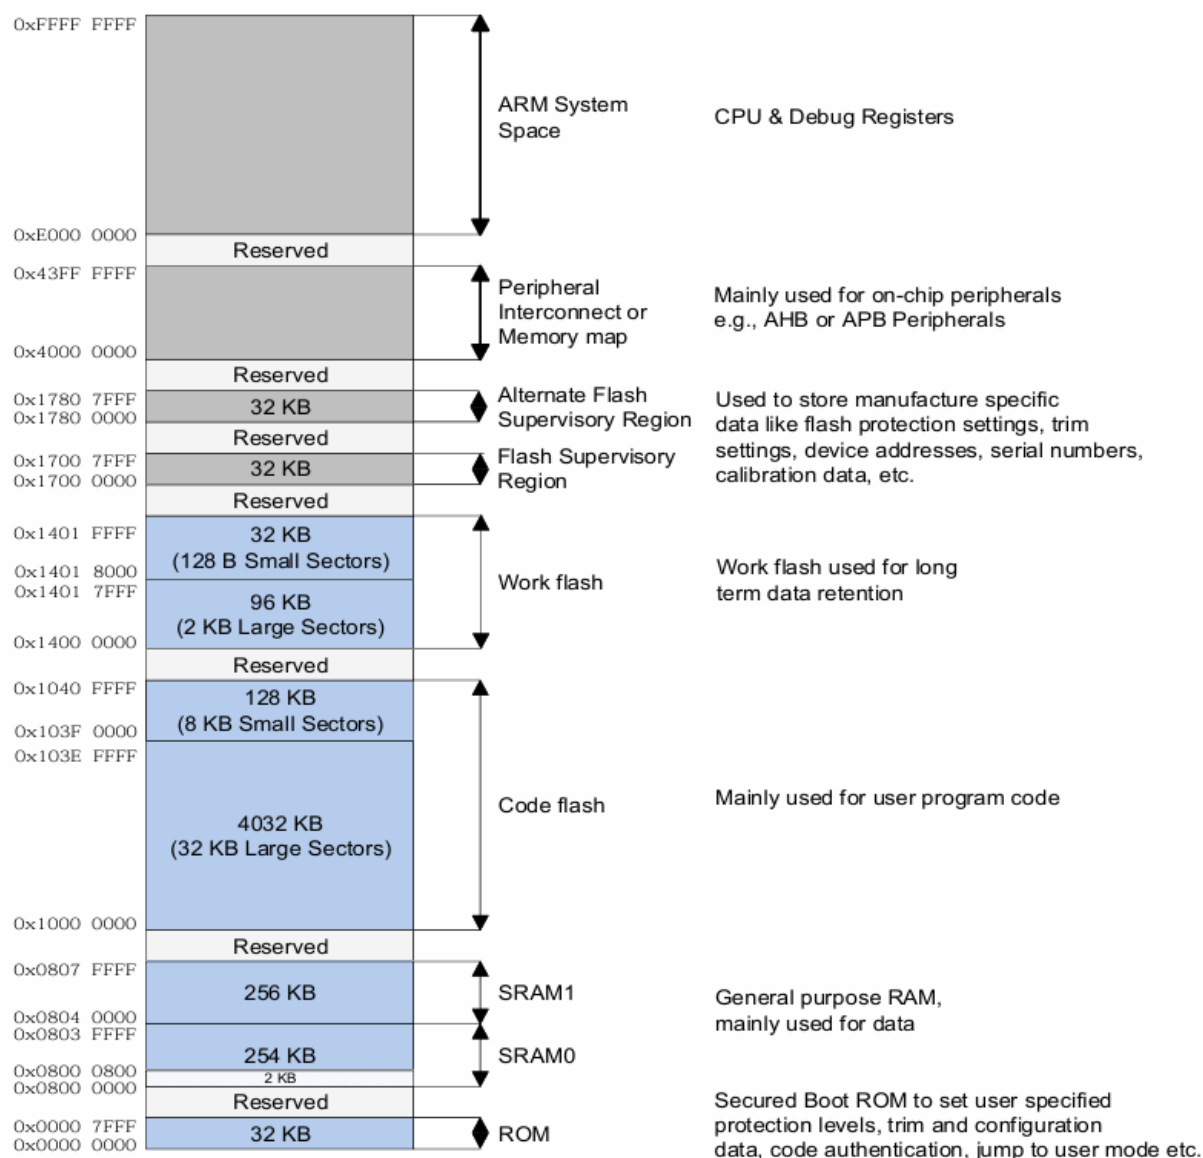 0xFFFF FFFF
ARM System
Space
CPU & Debug Registers
0xE000 0000
Reserved
0x43FF FFFF
Peripheral
Interconnect or
Memory map
Mainly used for on-chip peripherals
e.g., AHB or APB Peripherals
0x4000 0000
Reserved
0x1780 7FFF
0x1780 0000
32 KB
Alternate Flash
Supervisory Region
Used to store manufacture specific
data like flash protection settings, trim
settings, device addresses, serial numbers,
calibration data, etc.
Reserved
0x1700 7FFF
0x1700 0000
32 KB
Flash Supervisory
Region
Reserved
0x1401 FFFF
32 KB
(128 B Small Sectors)
0x1401 8000
0x1401 7FFF
96 KB
(2 KB Large Sectors)
0x1400 0000
Work flash
Work flash used for long
term data retention
Reserved
0x1040 FFFF
128 KB
(8 KB Small Sectors)
0x103F 0000
0x103E FFFF
4032 KB
(32 KB Large Sectors)
0x1000 0000
Code flash
Mainly used for user program code
Reserved
0x0807 FFFF
256 KB
SRAM1
0x0804 0000
0x0803 FFFF
254 KB
SRAM0
General purpose RAM,
mainly used for data
0x0800 0800
2 KB
0x0800 0000
Reserved
0x0000 7FFF
0x0000 0000
32 KB
ROM
Secured Boot ROM to set user specified
protection levels, trim and configuration
data, code authentication, jump to user mode etc.